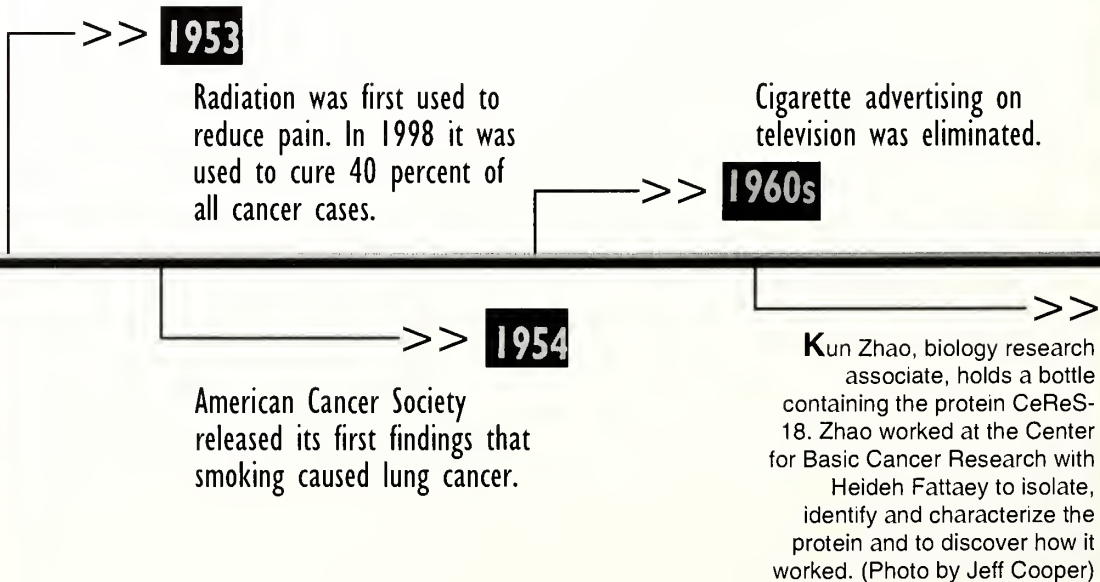 >> 1953
Radiation was first used to
reduce pain. In 1998 it was
used to cure 40 percent of
all cancer cases.
>> 1954
American Cancer Society
released its first findings that
smoking caused lung cancer.
Cigarette advertising on
television was eliminated.
>> 1960s
>>
Kun Zhao, biology research
associate, holds a bottle
containing the protein CeReS-
18. Zhao worked at the Center
for Basic Cancer Research with
Heideh Fattaey to isolate,
identify and characterize the
protein and to discover how it
worked. (Photo by Jeff Cooper)